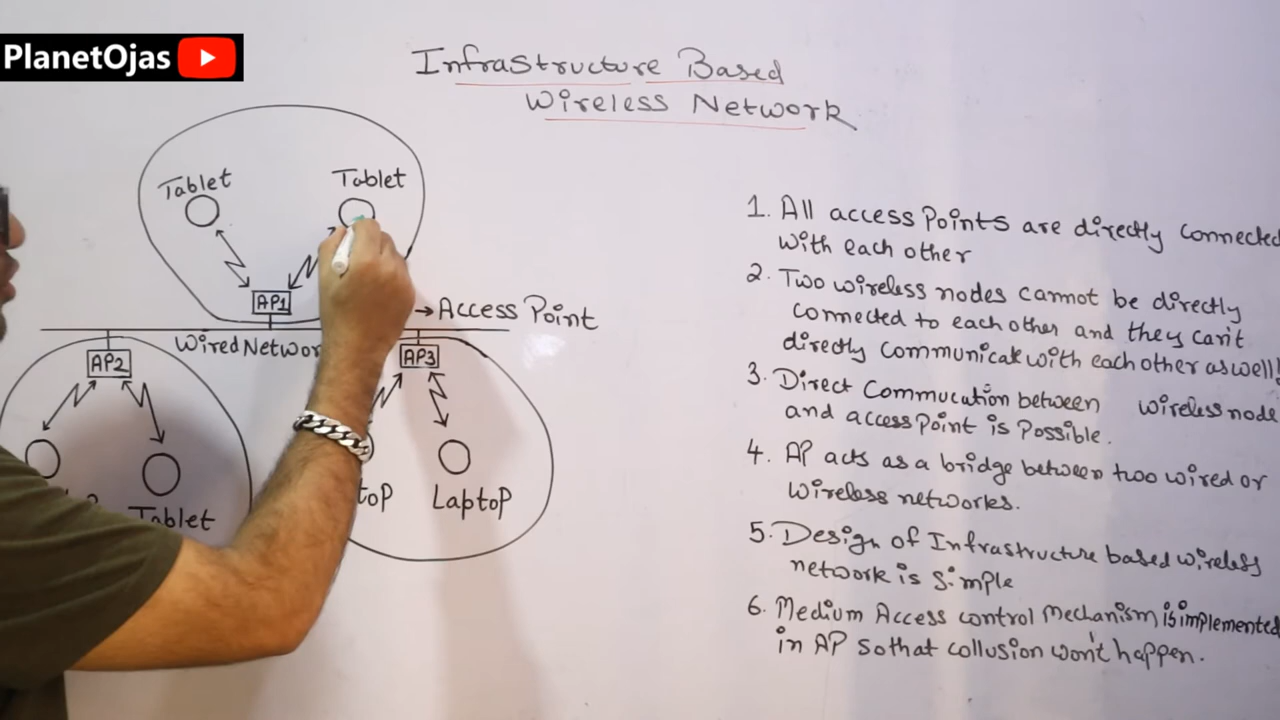 PlanetOjas
Infrastructure Based
Wireless Network
Tablet
Tablet
AP1
→Access Point
Wired Networ
AP2
AP3
Tablet
top
Laptop
1. All access Points are directly connected
with each other
2. Two wireless nodes cannot be directly
connected to each other and they can't
directly communicate with each other as well!
3. Direct Commucation between wireless node
and access Point is Possible.
4. AP acts as a bridge between two wired or
wireless networks.
5. Design of Infrastructure based wireless
network is Simple
6. Medium Access control Mechanism is implemented
in AP so that collusion won't happen.